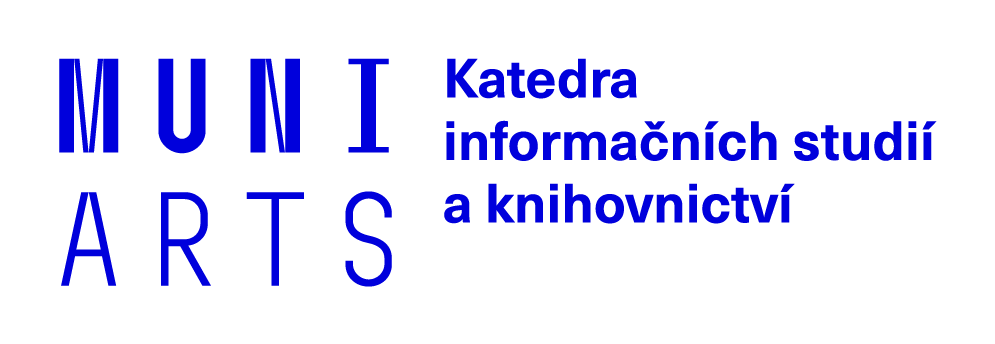 MUNI
ARTS
Katedra
informačních studií
a knihovnictví